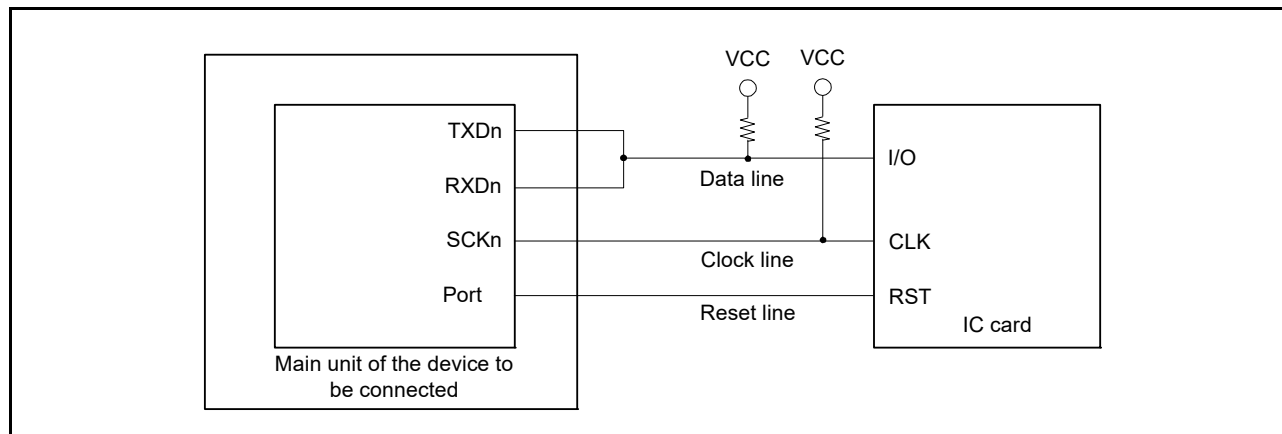 VCC
VCC
TXDn
RXDn
SCKn
Port
Main unit of the device to
be connected
Data line
Clock line
Reset line
I/O
CLK
RST
IC card